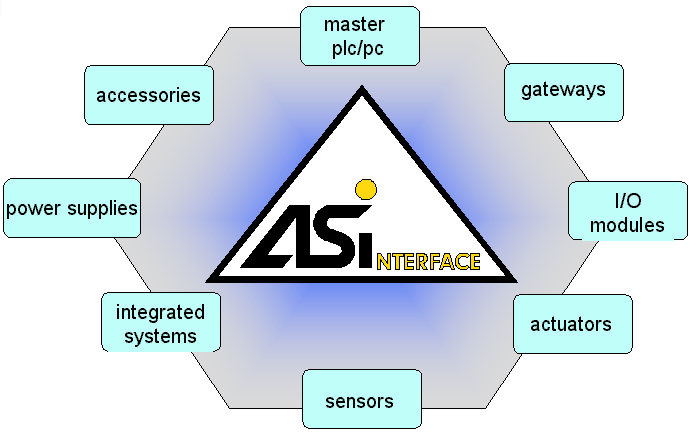 master
plc/pc
accessories
gateways
power supplies
I/O
modules
ASi
NTERFACE
integrated
systems
actuators
sensors